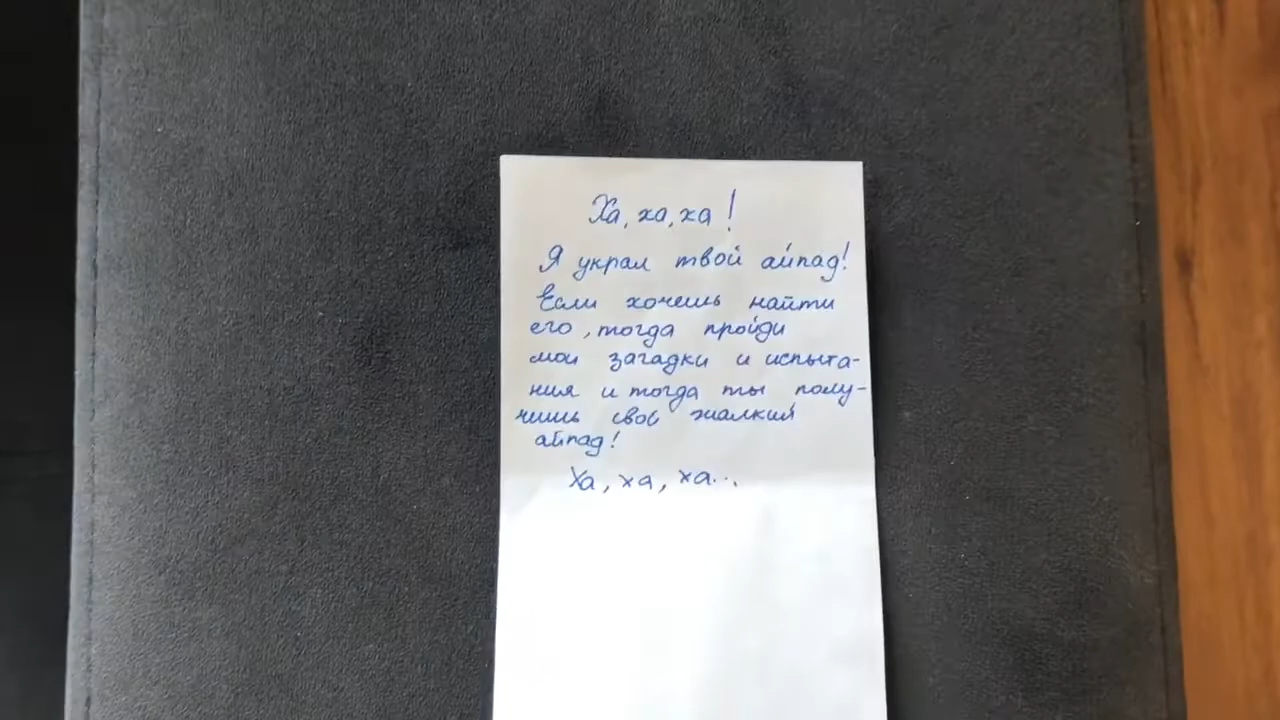 Ха, ха, ха!
Я украл твой айпад!
Если хочешь найти
его, тогда пройди
мои загадки и испыта-
ния и тогда ты полу-
чишь свой жалкий
айпад!
Ха, ха, ха...